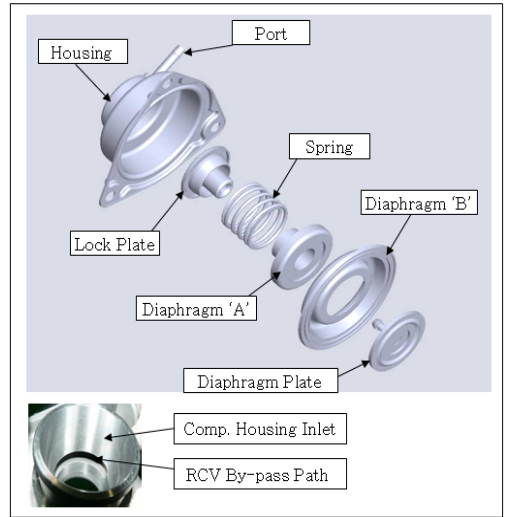 Port
Housing
Spring
Diaphragm ‘B’
Lock Plate
Diaphragm ‘A’
Diaphragm Plate
Comp. Housing Inlet
RCV By-pass Path